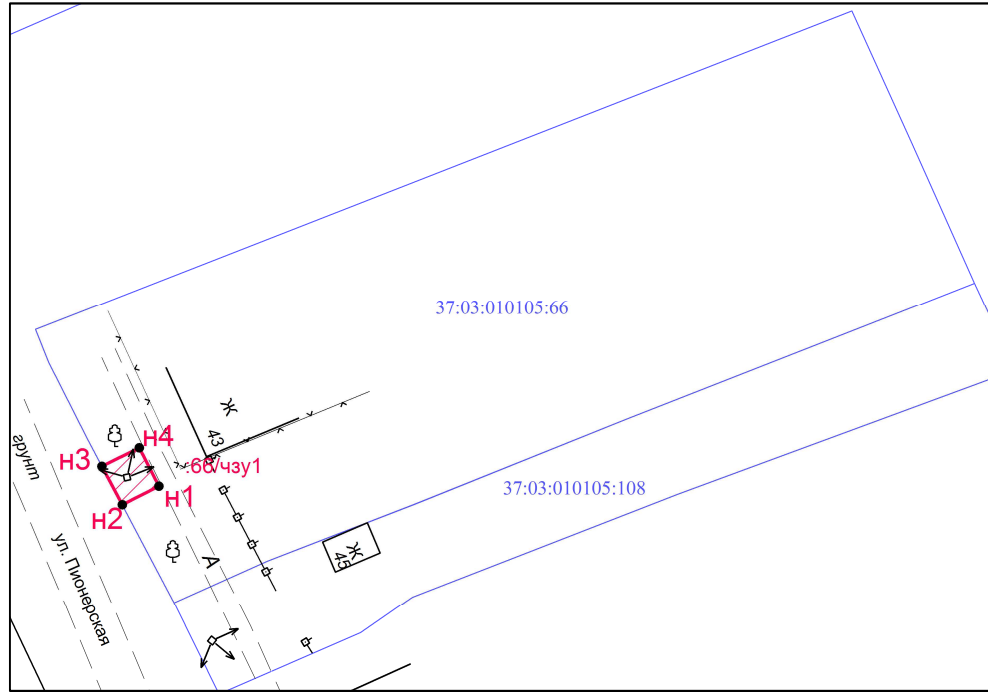 37:03:010105:66
Ж
43
грунт
н4
н3
:66/чзу1
н1
37:03:010105:108
н2
ул. Пионерская
А
Ж
45